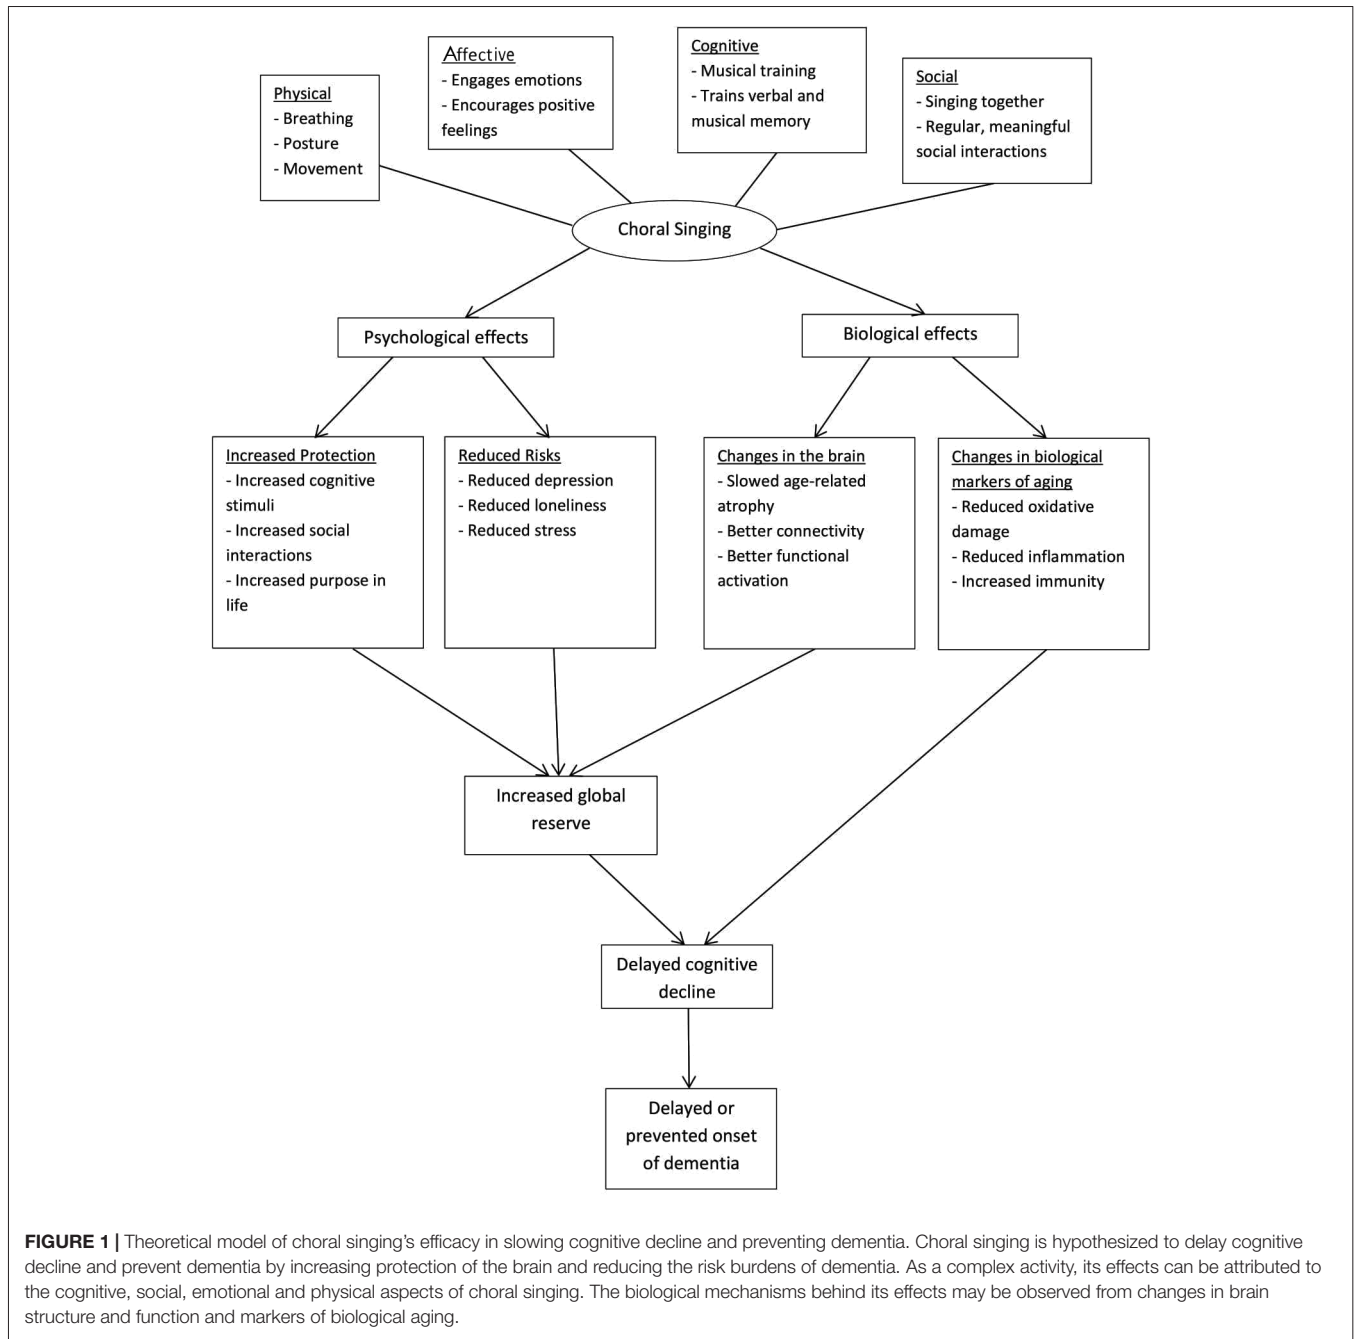 Physical
- Breathing
- Posture
- Movement
Affective
- Engages emotions
- Encourages positive
feelings
Cognitive
- Musical training
- Trains verbal and
musical memory
Social
- Singing together
- Regular, meaningful
social interactions
Choral Singing
Psychological effects
Biological effects
Increased Protection
- Increased cognitive
stimuli
- Increased social
interactions
- Increased purpose in
life
Reduced Risks
- Reduced depression
- Reduced loneliness
- Reduced stress
Changes in the brain
- Slowed age-related
atrophy
- Better connectivity
- Better functional
activation
Changes in biological
markers of aging
- Reduced oxidative
damage
- Reduced inflammation
- Increased immunity
Increased global
reserve
Delayed cognitive
decline
Delayed or
prevented onset
of dementia
FIGURE 1 | Theoretical model of choral singing’s efficacy in slowing cognitive decline and preventing dementia. Choral singing is hypothesized to delay cognitive
decline and prevent dementia by increasing protection of the brain and reducing the risk burdens of dementia. As a complex activity, its effects can be attributed to
the cognitive, social, emotional and physical aspects of choral singing. The biological mechanisms behind its effects may be observed from changes in brain
structure and function and markers of biological aging.